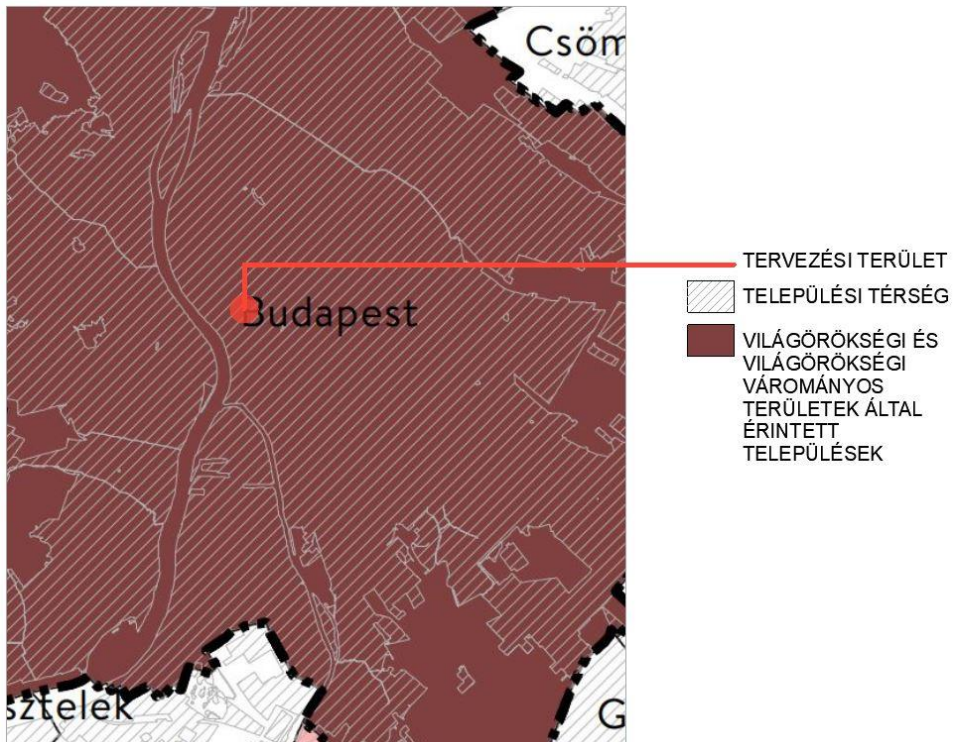 Csöm
Budapest
sztelek
G
TERVEZÉSI TERÜLET
TELEPÜLÉSI TÉRSÉG
VILÁGÖRÖKSÉGI ÉS
VILÁGÖRÖKSÉGI
VÁROMÁNYOS
TERÜLETEK ÁLTAL
ÉRINTETT
TELEPÜLÉSEK